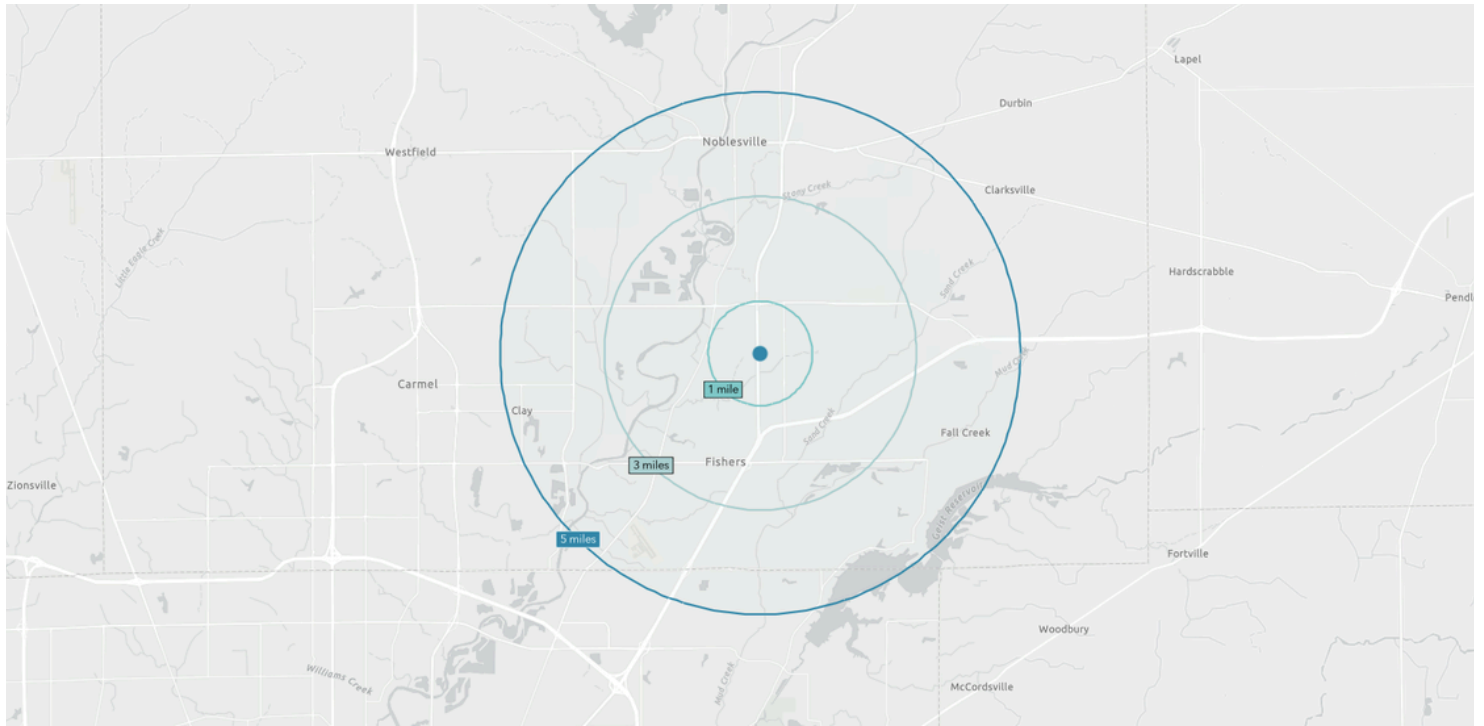 Lapel
Durbin
Noblesville
Westfield
Stony Creek
Clarksville
Little Eagle Creek
Sand Creek
Hardscrabble
Pendl
Mud Creek
Carmel
1 mile
Clay
Sand Creek
Fall Creek
3 miles
Fishers
Zionsville
Geist Reservoir
5 miles
Fortville
Woodbury
Williams Creek
Mud Creek
McCordsville